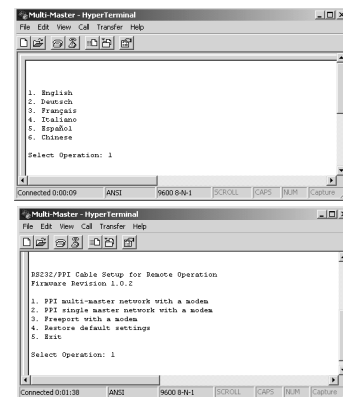 Multi-Master - HyperTerminal
File Edit View Call Transfer Help
1. English
2. Deutsch
3. Français
4. Italiano
5. Español
6. Chinese
Select Operation: 1
Connected 0:00:09 ANSI 9600 8-N-1 SCROLL CAPS NUM Capture
Multi-Master - HyperTerminal
File Edit View Call Transfer Help
RS232/PPI Cable Setup for Remote Operation
Firmware Revision 1.0.2
1. PPI multi-master network with a modem
2. PPI single master network with a modem
3. Freeport with a modem
4. Restore default settings
5. Exit
Select Operation: 1
Connected 0:01:38 ANSI 9600 8-N-1 SCROLL CAPS NUM Capture